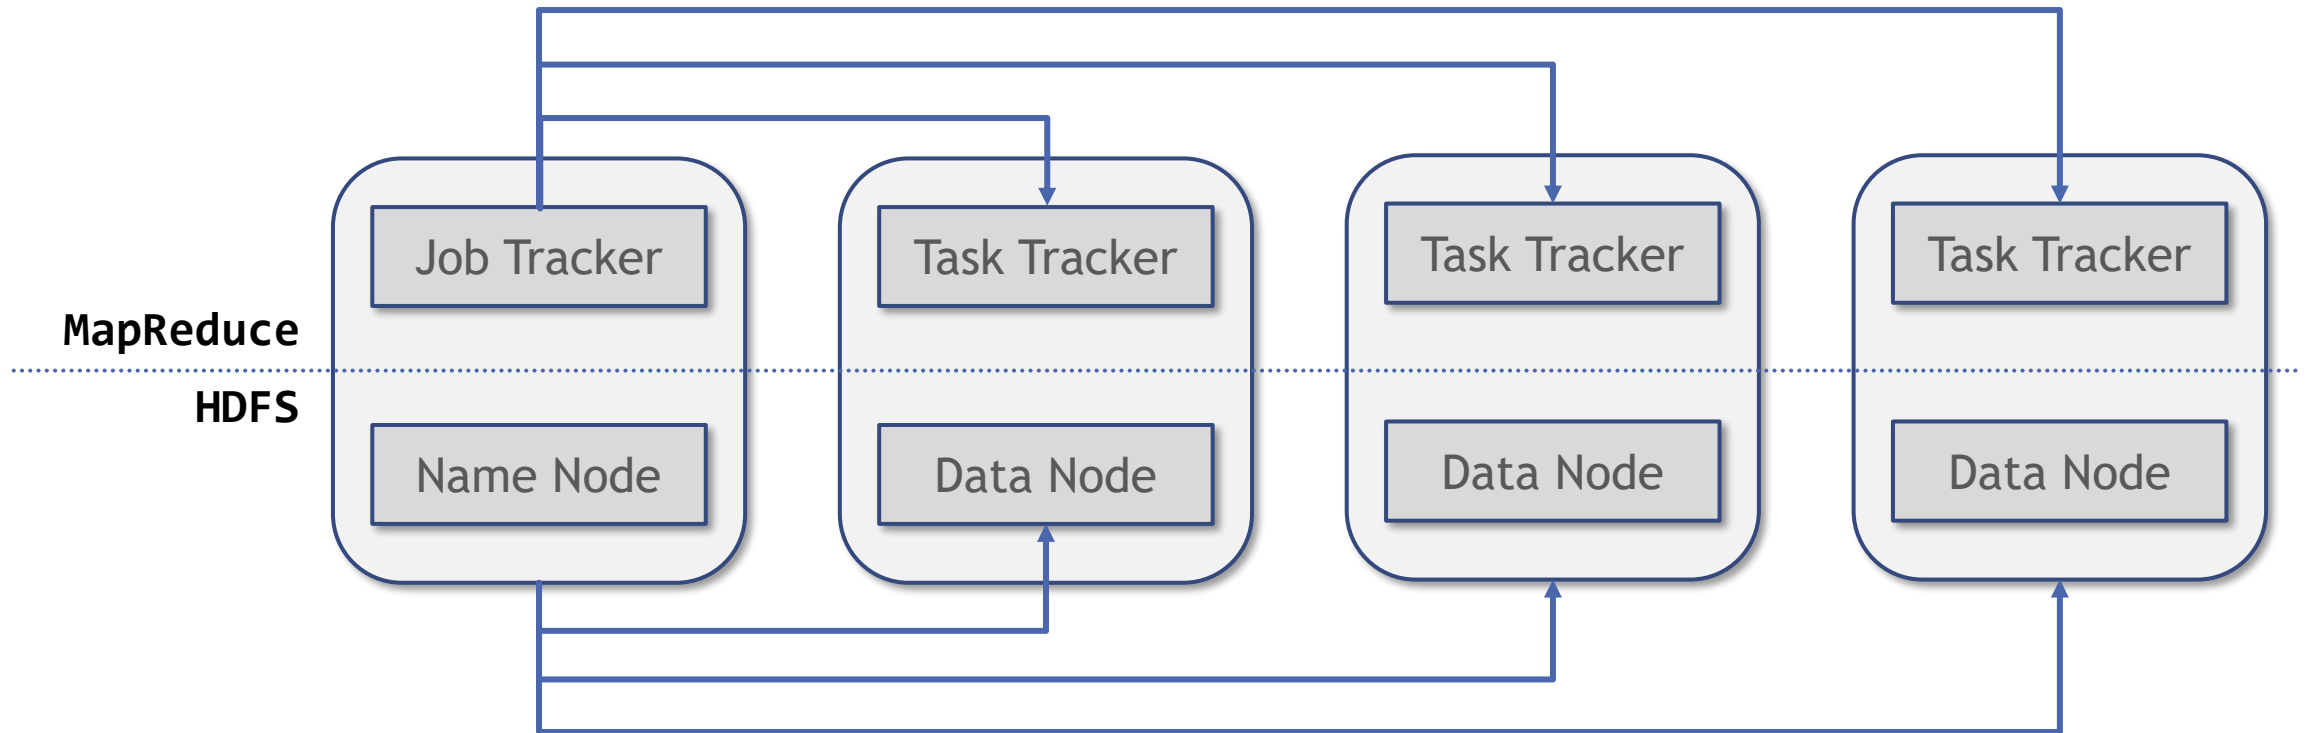 Job Tracker
Task Tracker
Task Tracker
Task Tracker
MapReduce
HDFS
Name Node
Data Node
Data Node
Data Node